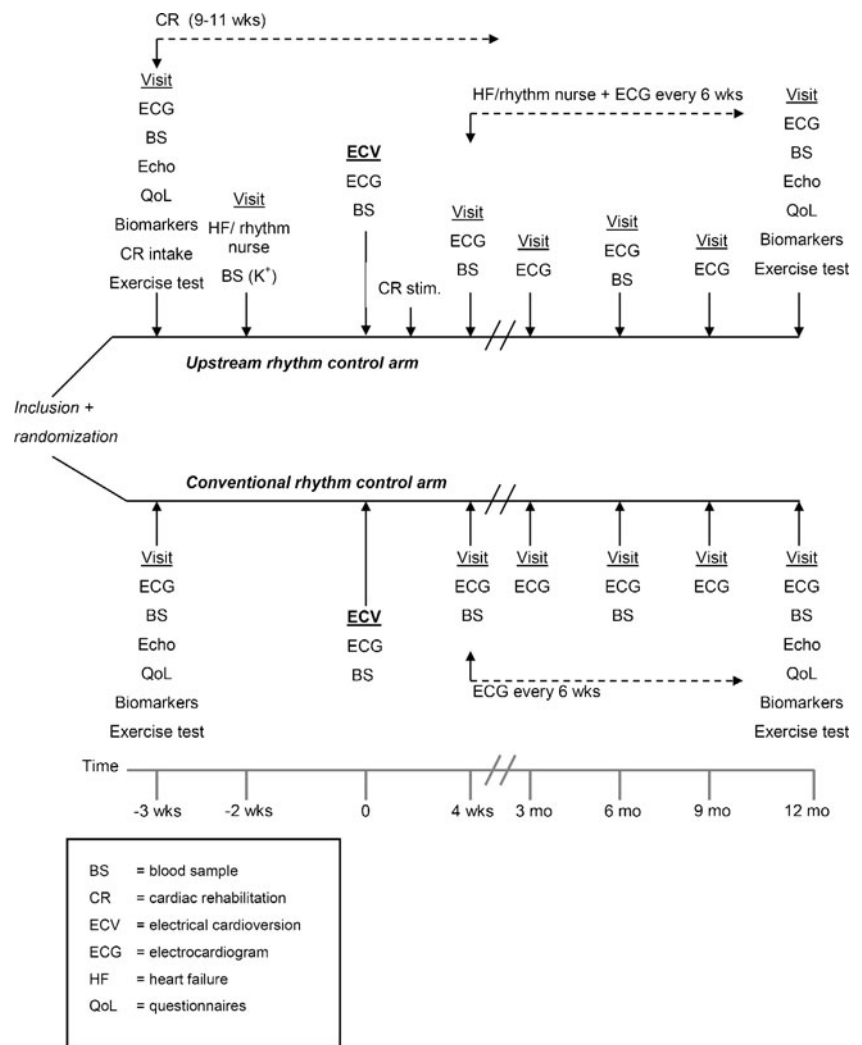 CR (9-11 wks)
Visit
ECG
BS
Echo
QoL
Biomarkers
CR intake
Exercise test
Visit
HF/ rhythm
nurse
BS (K⁺)
ECV
ECG
BS
CR stim.
HF/rhythm nurse + ECG every 6 wks
Visit
ECG
BS
Visit
ECG
Visit
ECG
BS
Visit
ECG
Visit
ECG
BS
Echo
QoL
Biomarkers
Exercise test
Upstream rhythm control arm
Inclusion +
randomization
Conventional rhythm control arm
Visit
ECG
BS
Echo
QoL
Biomarkers
Exercise test
ECV
ECG
BS
Visit
ECG
BS
ECG every 6 wks
Visit
ECG
Visit
ECG
BS
Visit
ECG
Visit
ECG
BS
Echo
QoL
Biomarkers
Exercise test
Time
-3 wks -2 wks 0 4 wks 3 mo 6 mo 9 mo 12 mo
BS = blood sample
CR = cardiac rehabilitation
ECV = electrical cardioversion
ECG = electrocardiogram
HF = heart failure
QoL = questionnaires